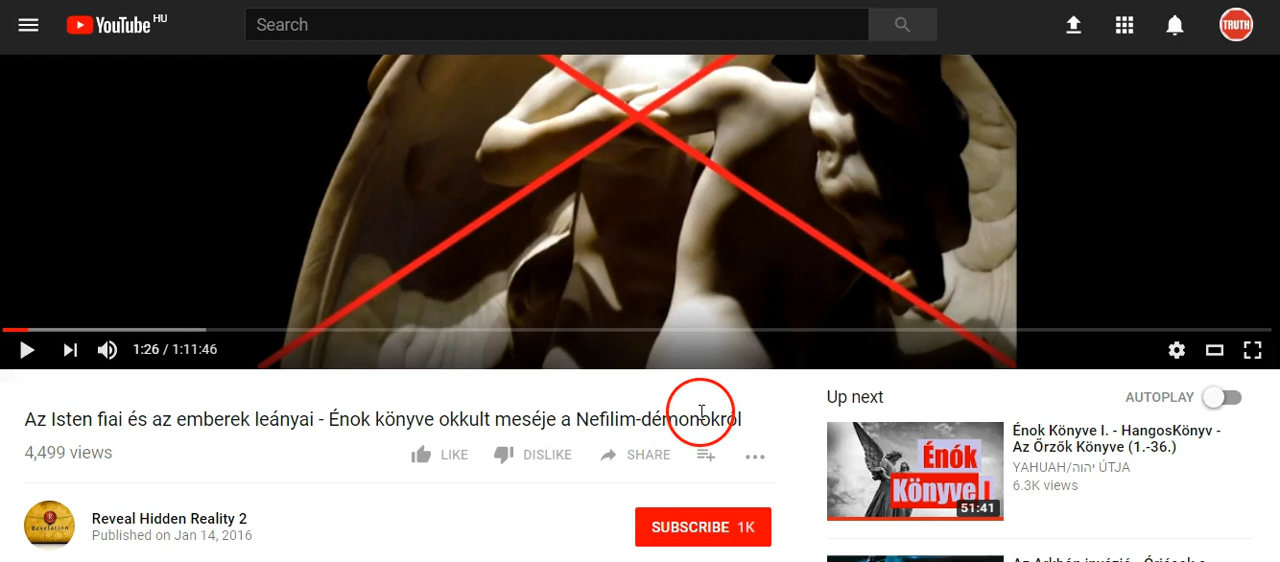 YouTube HU
Search
TRUTH
1:26 / 1:11:46
Az Isten fiai és az emberek leányai - Énok könyve okkult meséje a Nefilim-démonokról
4,499 views
LIKE DISLIKE SHARE
Reveal Hidden Reality 2
Published on Jan 14, 2016
SUBSCRIBE 1K
Up next
AUTOPLAY
Énók
Könyve I
51:41
Énok Könyve I. - HangosKönyv -
Az Őrzők Könyve (1.-36.)
YAHUAH/יהוה ÚTJA
6.3K views